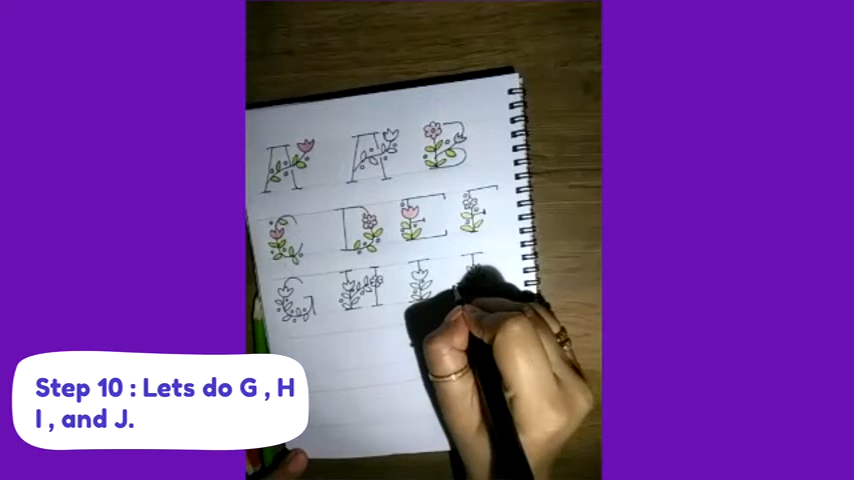 A A B
C D E F
G H I J
Step 10 : Lets do G , H
I , and J.